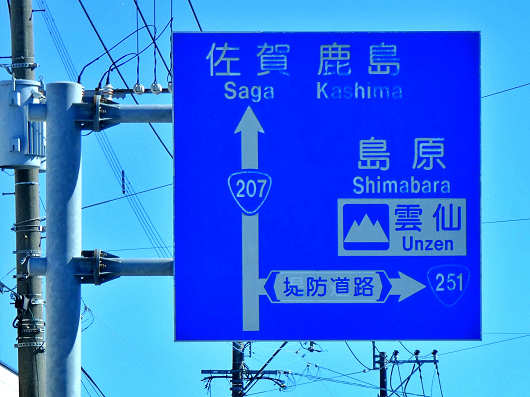 佐賀 鹿島
Saga Kashima
207
島原
Shimabara
雲仙
Unzen
堤防道路
251